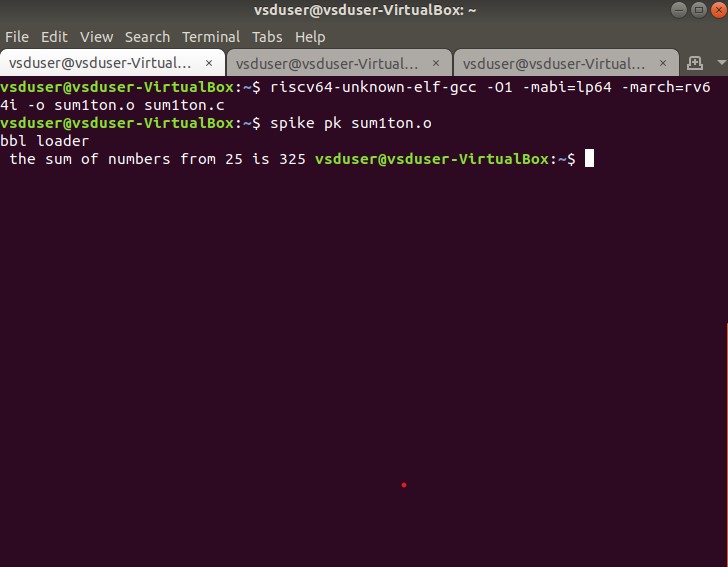 vsduser@vsduser-VirtualBox: ~
File Edit View Search Terminal Tabs Help
vsduser@vsduser-Virtual... × vsduser@vsduser-Virtual... × vsduser@vsduser-Virtual... ×
vsduser@vsduser-VirtualBox:~$ riscv64-unknown-elf-gcc -O1 -mabi=lp64 -march=rv6
4i -o sum1ton.o sum1ton.c
vsduser@vsduser-VirtualBox:~$ spike pk sum1ton.o
bbl loader
the sum of numbers from 25 is 325 vsduser@vsduser-VirtualBox:~$